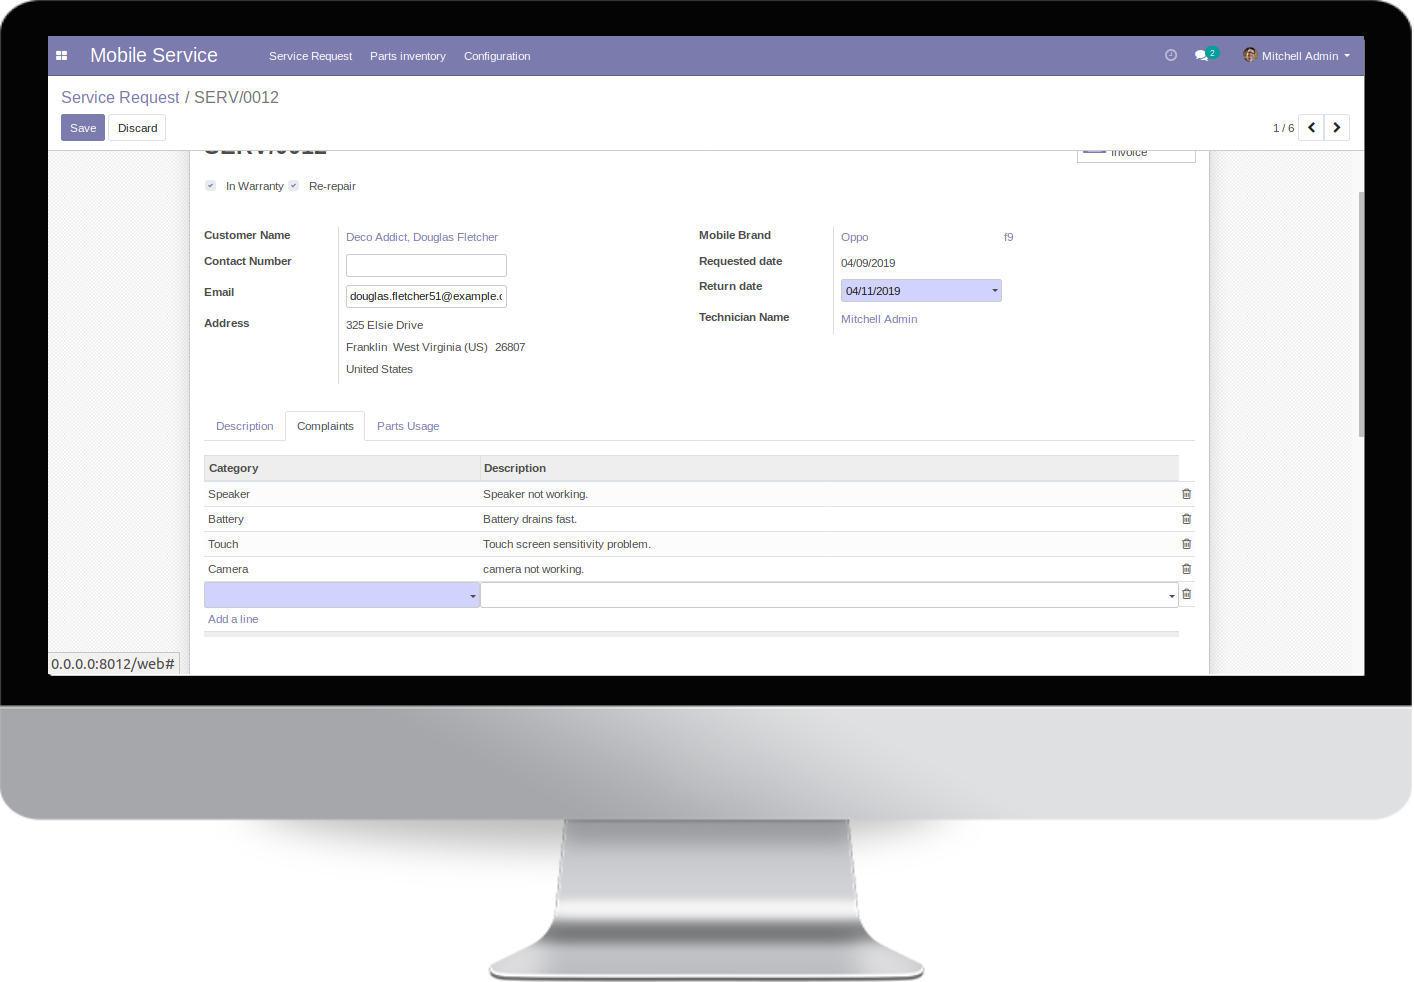 Mobile Service Service Request Parts inventory Configuration 2 Mitchell Admin
Service Request / SERV/0012
Save Discard 1 / 6
SERV/0012 Invoice
In Warranty Re-repair
Customer Name Deco Addict, Douglas Fletcher Mobile Brand Oppo f9
Contact Number Requested date 04/09/2019
Email douglas.fletcher51@example.c Return date 04/11/2019
Address 325 Elsie Drive Technician Name Mitchell Admin
Franklin West Virginia (US) 26807
United States
Description Complaints Parts Usage
Category Description
Speaker Speaker not working.
Battery Battery drains fast.
Touch Touch screen sensitivity problem.
Camera camera not working.
Add a line
0.0.0.0:8012/web#